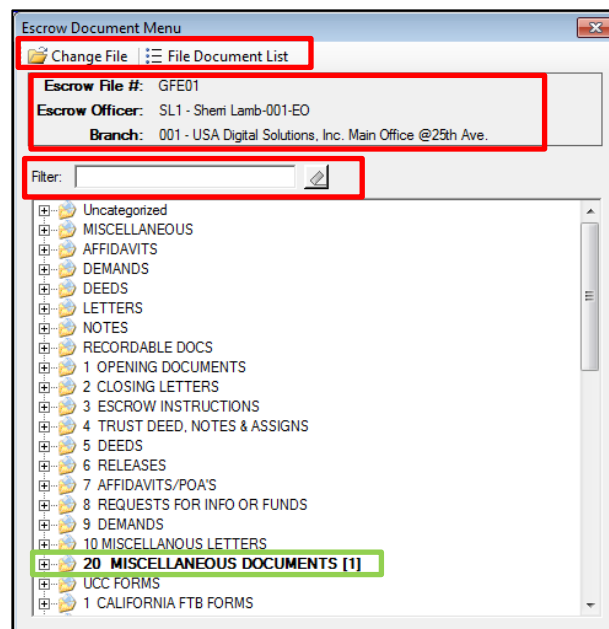 Escrow Document Menu
Change File File Document List
Escrow File #: GFE01
Escrow Officer: SL1 - Sherri Lamb-001-EO
Branch: 001 - USA Digital Solutions, Inc. Main Office @25th Ave.
Filter:
Uncategorized
MISCELLANEOUS
AFFIDAVITS
DEMANDS
DEEDS
LETTERS
NOTES
RECORDABLE DOCS
1 OPENING DOCUMENTS
2 CLOSING LETTERS
3 ESCROW INSTRUCTIONS
4 TRUST DEED, NOTES & ASSIGNS
5 DEEDS
6 RELEASES
7 AFFIDAVITS/POA'S
8 REQUESTS FOR INFO OR FUNDS
9 DEMANDS
10 MISCELLANOUS LETTERS
20 MISCELLANEOUS DOCUMENTS [1]
UCC FORMS
1 CALIFORNIA FTB FORMS